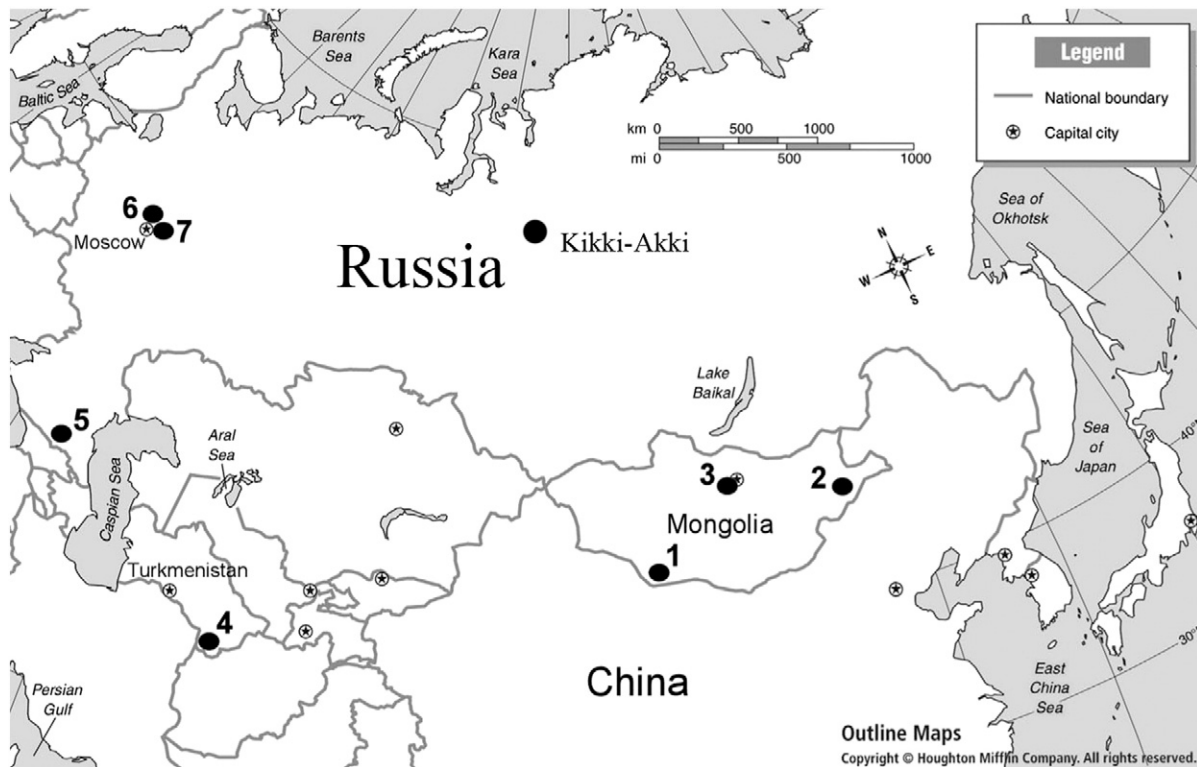 Barents
Sea
Kara
Sea
Baltic Sea
Legend
National boundary
Capital city
km 0 500 1000
mi 0 500 1000
Sea of
Okhotsk
6
Moscow 7
Kikki-Akki
Russia
N
E
W
S
Lake
Baikal
5
Aral
Sea
Caspian Sea
Sea
of
Japan
40°
3
2
Mongolia
1
Turkmenistan
4
30°
China
East
China
Sea
Persian
Gulf
Outline Maps
Copyright © Houghton Mifflin Company. All rights reserved.